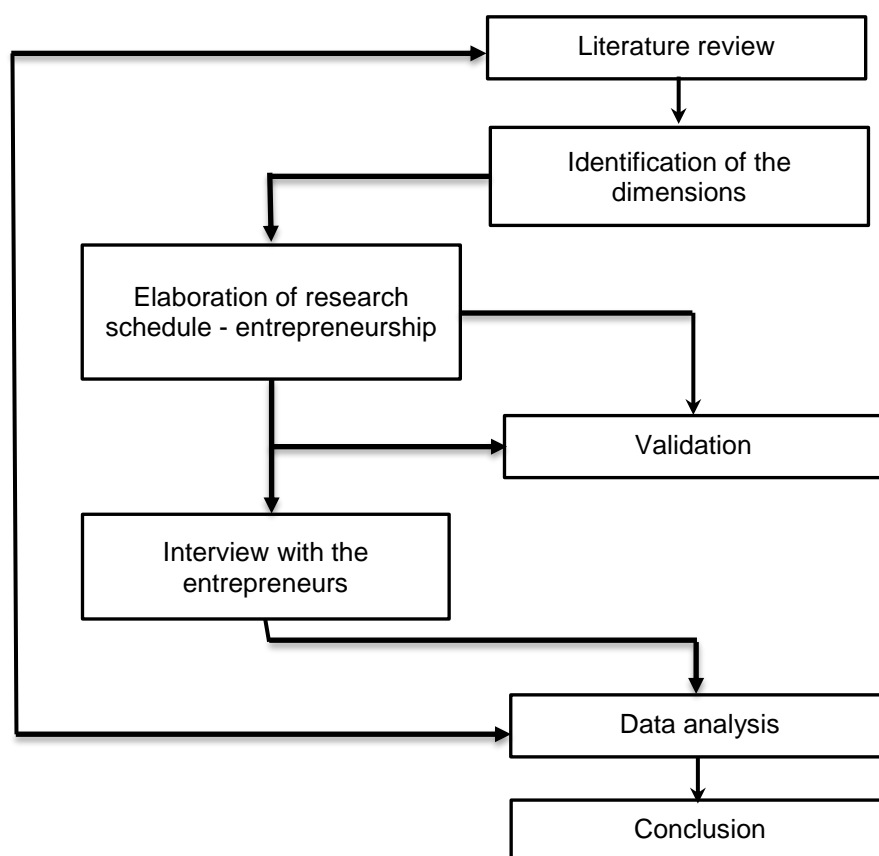 Literature review
Identification of the
dimensions
Elaboration of research
schedule - entrepreneurship
Validation
Interview with the
entrepreneurs
Data analysis
Conclusion